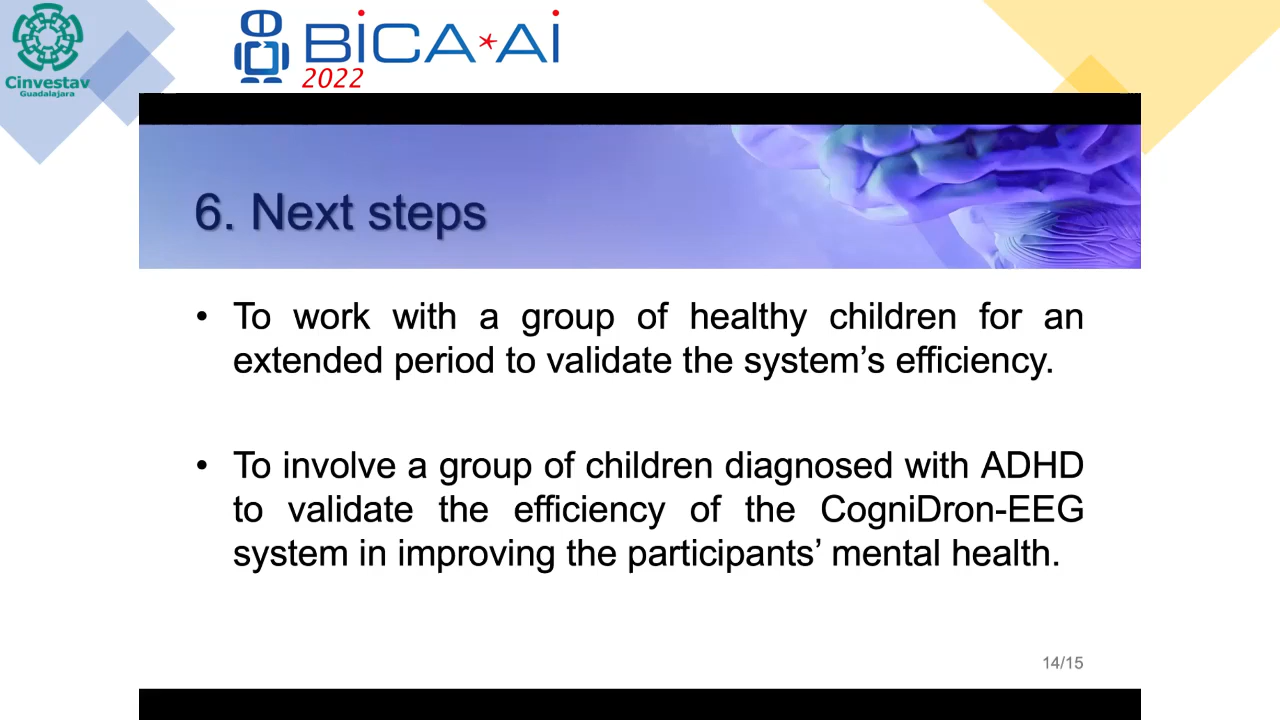 Cinvestav
Guadalajara
BiCA*Ai
2022
6. Next steps
• To work with a group of healthy children for an
extended period to validate the system’s efficiency.
• To involve a group of children diagnosed with ADHD
to validate the efficiency of the CogniDron-EEG
system in improving the participants’ mental health.
14/15